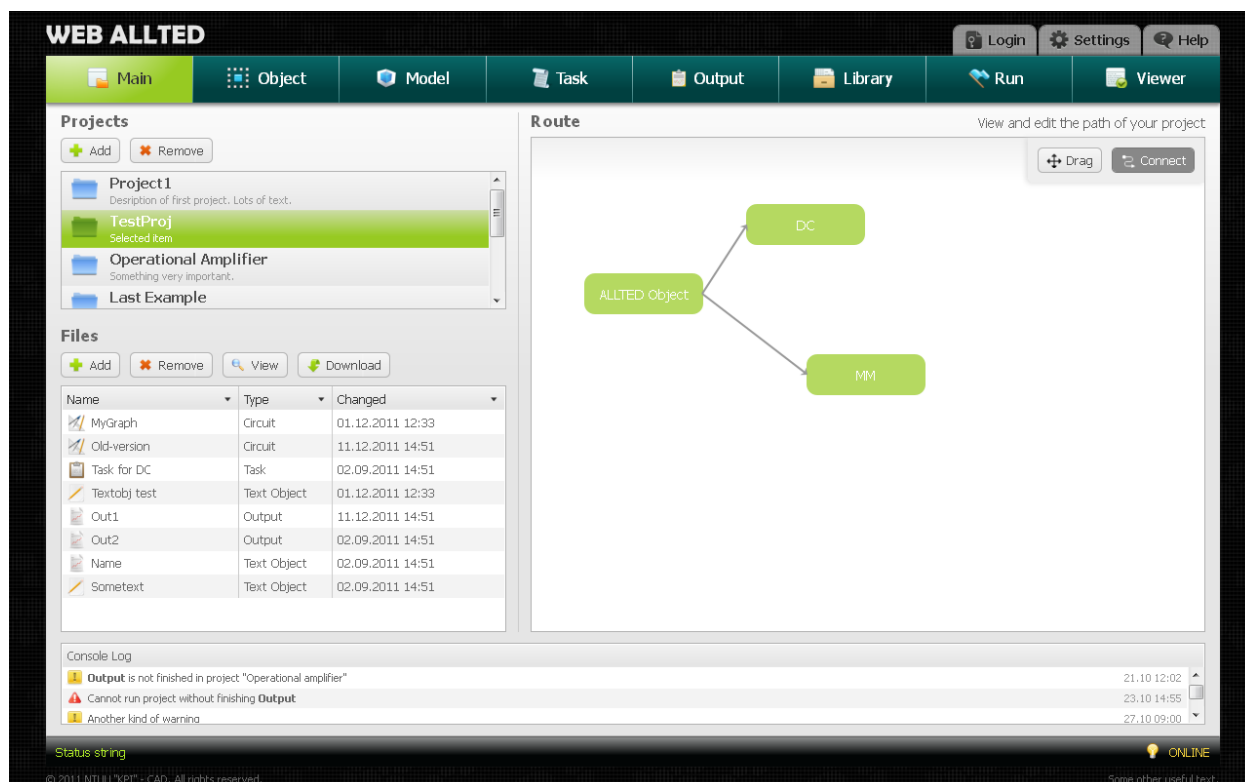 WEB ALLTED
Login Settings Help
Main Object Model Task Output Library Run Viewer
Projects
Add Remove
Project1
Desription of first project. Lots of text.
TestProj
Selected item
Operational Amplifier
Something very important.
Last Example
Files
Add Remove View Download
Name Type Changed
MyGraph Circuit 01.12.2011 12:33
Old-version Circuit 11.12.2011 14:51
Task for DC Task 02.09.2011 14:51
Textobj test Text Object 01.12.2011 12:33
Out1 Output 11.12.2011 14:51
Out2 Output 02.09.2011 14:51
Name Text Object 02.09.2011 14:51
Sometext Text Object 02.09.2011 14:51
Route View and edit the path of your project
Drag Connect
DC
ALLTED Object
MM
Console Log
Output is not finished in project "Operational amplifier" 21.10 12:02
Cannot run project without finishing Output 23.10 14:55
Another kind of warning 27.10 09:00
Status string ONLINE
© 2011 NTUU "KPI" - CAD. All rights reserved. Some other useful text.